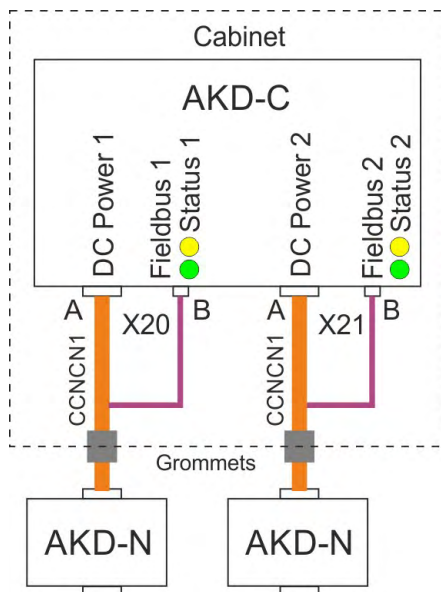 Cabinet
AKD-C
DC Power 1
Fieldbus 1
Status 1
DC Power 2
Fieldbus 2
Status 2
A
X20
B
A
X21
B
CCNCN1
CCNCN1
Grommets
AKD-N
AKD-N